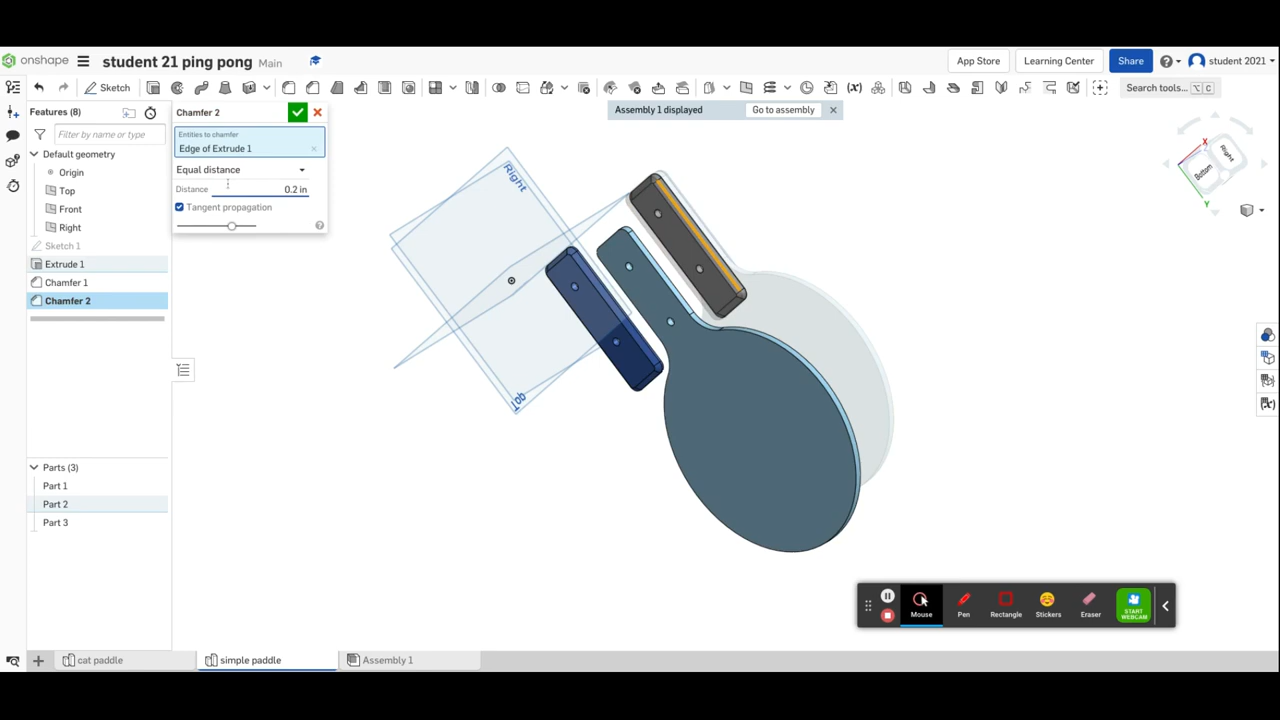 onshape
student 21 ping pong Main
App Store
Learning Center
Share
student 2021
Sketch
Search tools...
C
Features (8)
Filter by name or type
Default geometry
Origin
Top
Front
Right
Sketch 1
Extrude 1
Chamfer 1
Chamfer 2
Chamfer 2
Entities to chamfer
Edge of Extrude 1
Equal distance
Distance 0.2 in
Tangent propagation
Assembly 1 displayed
Go to assembly
Right
Top
X
Z
Right
Bottom
Y
Parts (3)
Part 1
Part 2
Part 3
Mouse
Pen
Rectangle
Stickers
Eraser
START
WEBCAM
cat paddle
simple paddle
Assembly 1